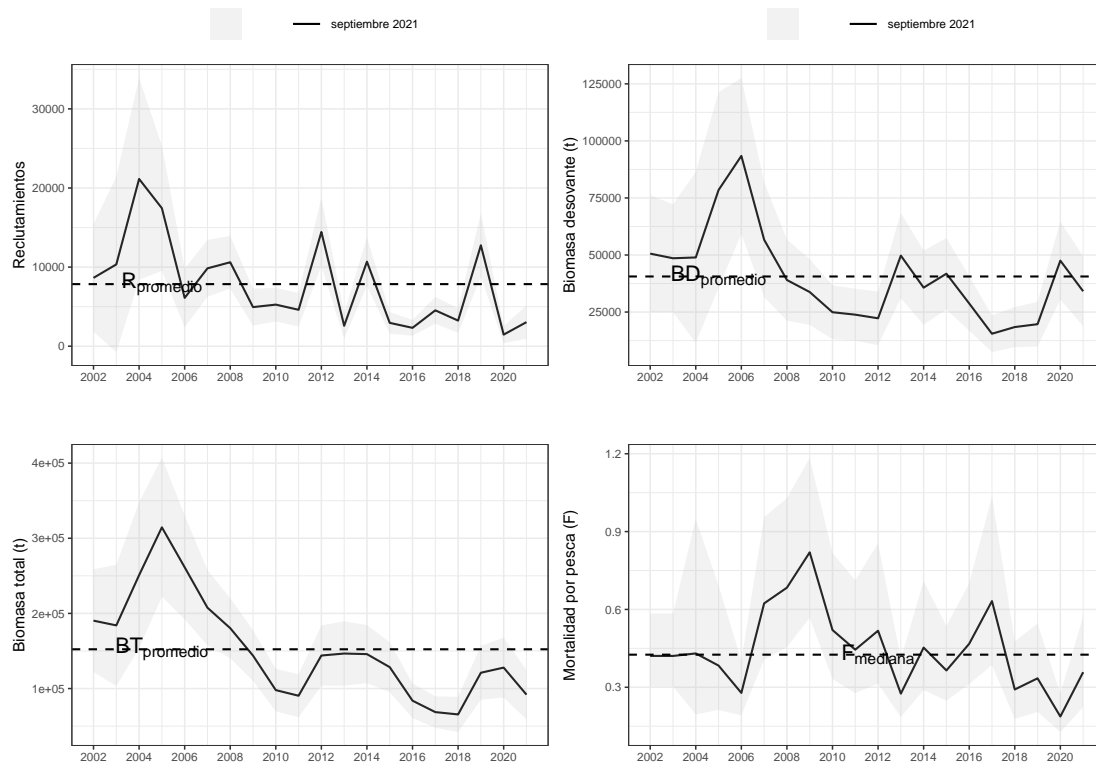 septiembre 2021
septiembre 2021
Reclutamientos
30000
20000
10000
0
R promedio
2002 2004 2006 2008 2010 2012 2014 2016 2018 2020
Biomasa desovante (t)
125000
100000
75000
50000
25000
BD promedio
2002 2004 2006 2008 2010 2012 2014 2016 2018 2020
Biomasa total (t)
4e+05
3e+05
2e+05
1e+05
BT promedio
2002 2004 2006 2008 2010 2012 2014 2016 2018 2020
Mortalidad por pesca (F)
1.2
0.9
0.6
0.3
F mediana
2002 2004 2006 2008 2010 2012 2014 2016 2018 2020